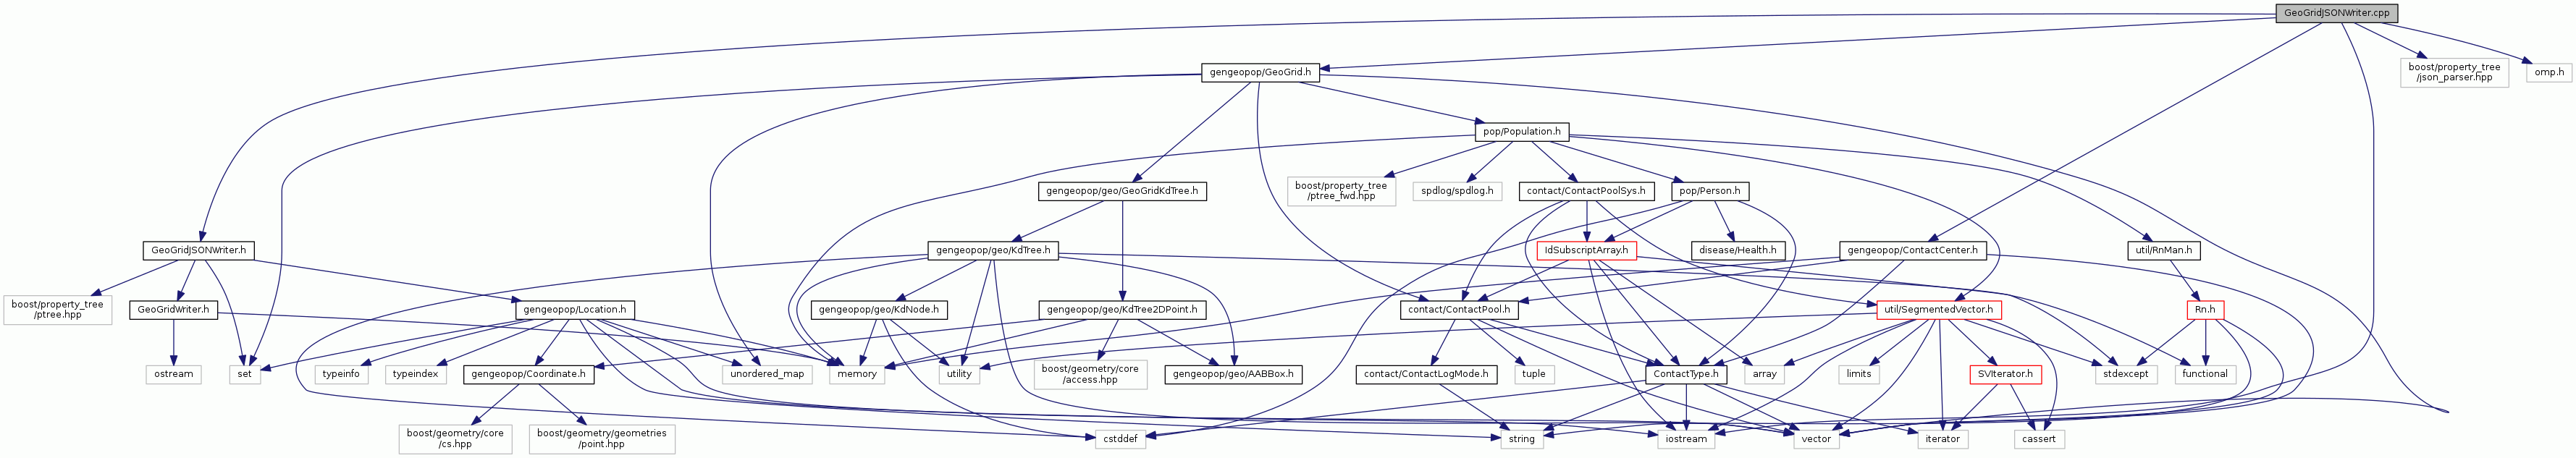 GeoGridJSONWriter.cpp
gengeopop/GeoGrid.h
boost/property_tree
/json_parser.hpp
omp.h
pop/Population.h
gengeopop/geo/GeoGridKdTree.h
boost/property_tree
/ptree_fwd.hpp
spdlog/spdlog.h
contact/ContactPoolSys.h
pop/Person.h
GeoGridJSONWriter.h
gengeopop/geo/KdTree.h
IdSubscriptArray.h
disease/Health.h
gengeopop/ContactCenter.h
util/RnMan.h
boost/property_tree
/ptree.hpp
GeoGridWriter.h
gengeopop/Location.h
gengeopop/geo/KdNode.h
gengeopop/geo/KdTree2DPoint.h
contact/ContactPool.h
util/SegmentedVector.h
Rn.h
ostream
set
typeinfo
typeindex
gengeopop/Coordinate.h
unordered_map
memory
utility
boost/geometry/core
/access.hpp
gengeopop/geo/AABBox.h
contact/ContactLogMode.h
tuple
ContactType.h
array
limits
SVIterator.h
stdexcept
functional
boost/geometry/core
/cs.hpp
boost/geometry/geometries
/point.hpp
cstddef
iostream
string
vector
iterator
cassert